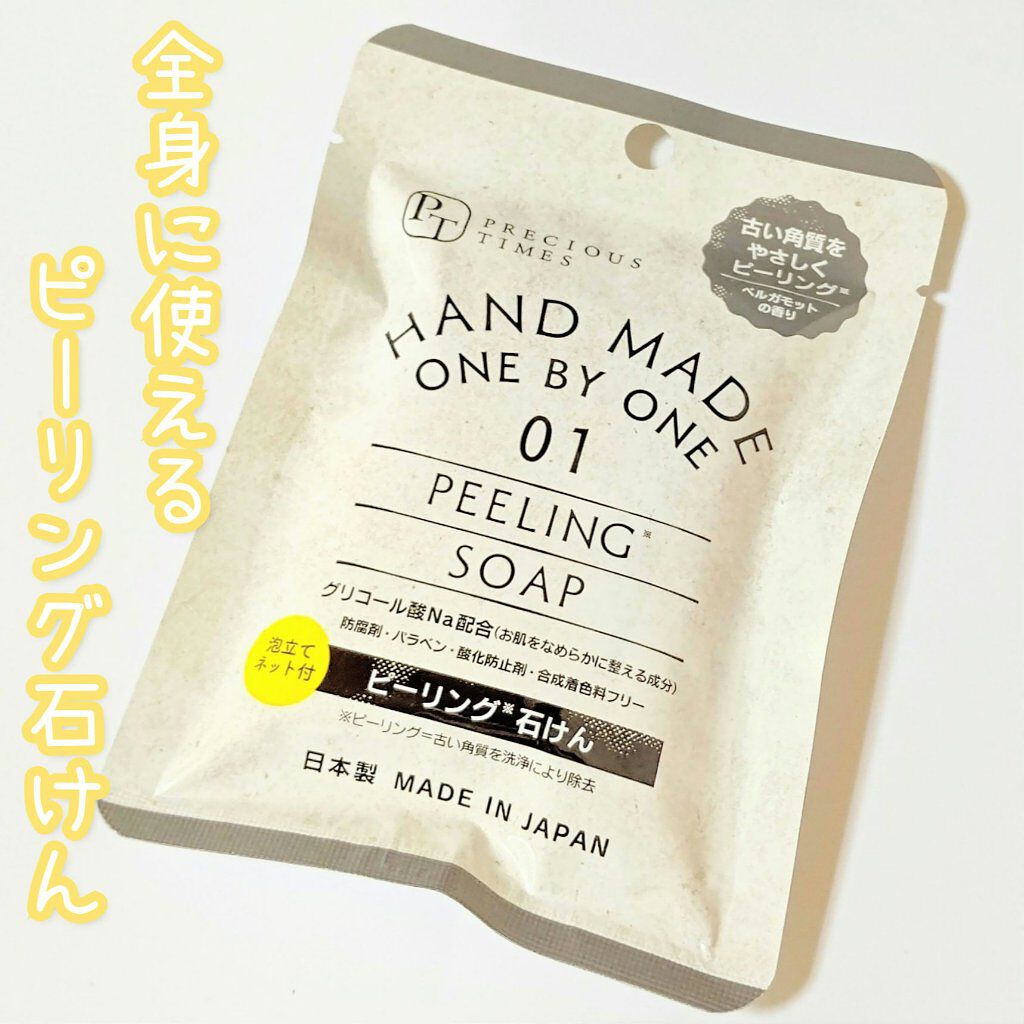 全身に使える
ピーリング石けん
PT
PRECIOUS
TIMES
古い角質を
やさしく
ピーリング※
ベルガモット
の香り
HAND MADE
ONE BY ONE
01
PEELING※
SOAP
グリコール酸Na配合(お肌をなめらかに整える成分)
防腐剤・パラベン・酸化防止剤・合成着色料フリー
泡立て
ネット付
ピーリング※石けん
※ピーリング=古い角質を洗浄により除去
日本製 MADE IN JAPAN